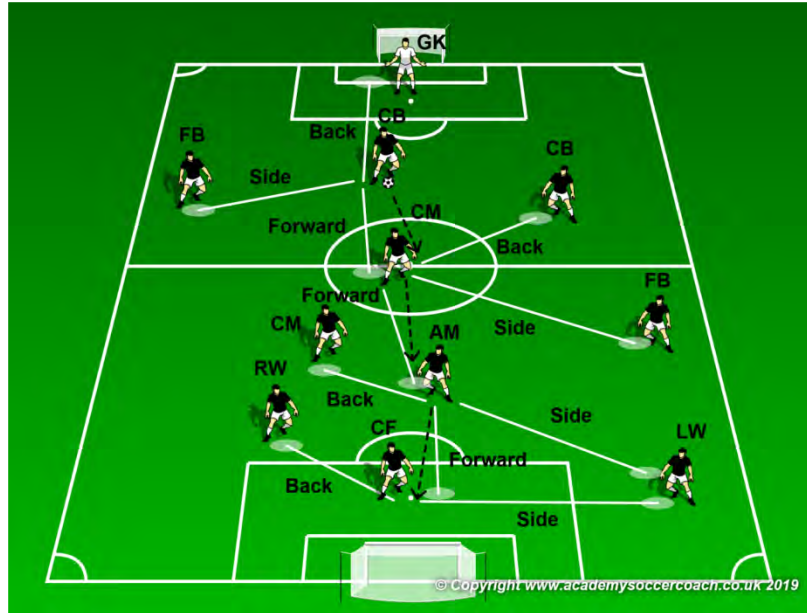 GK
CB
Back
FB
CB
Side
CM
Forward
Back
Forward
FB
CM
Side
AM
RW
Back
Side
CF
LW
Forward
Back
Side
© Copyright www.academysoccercoach.co.uk 2019